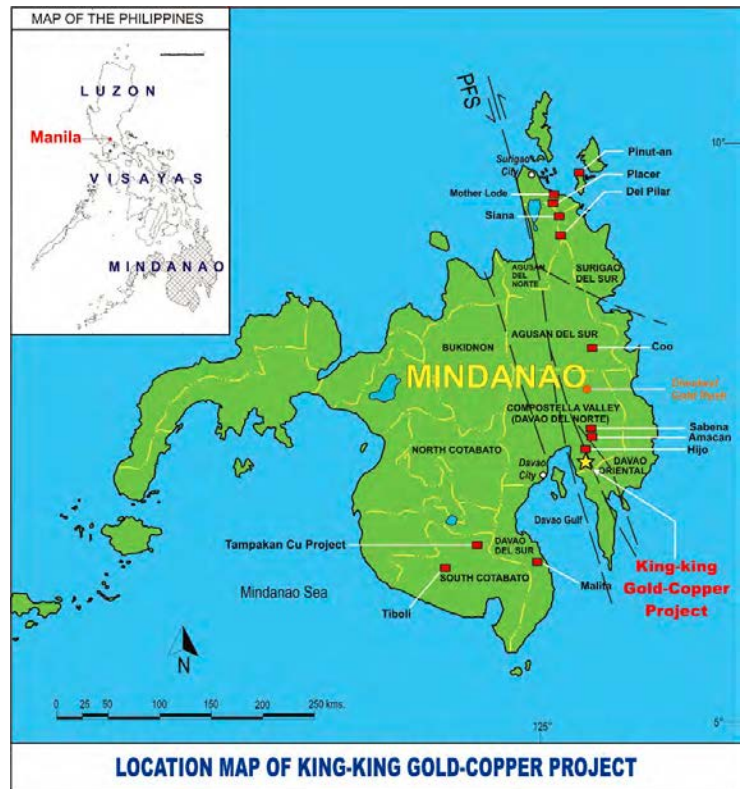 MAP OF THE PHILIPPINES
LUZON
Manila
VISAYAS
MINDANAO
PFS
10°
Surigao
City
Pinut-an
Placer
Mother Lode
Del Pilar
Siana
AGUSAN
DEL
NORTE
SURIGAO
DEL SUR
AGUSAN DEL SUR
BUKIDNON
Coo
MINDANAO
Gold Rush
COMPOSTELLA VALLEY
(DAVAO DEL NORTE)
Sabena
Amacan
Hijo
NORTH COTABATO
DAVAO
ORIENTAL
Davao
City
Davao Gulf
Tampakan Cu Project
DAVAO
DEL SUR
King-king
Gold-Copper
Project
SOUTH COTABATO
Malita
Tiboli
Mindanao Sea
N
0 25 50 100 150 200 250 kms.
125°
5°
LOCATION MAP OF KING-KING GOLD-COPPER PROJECT